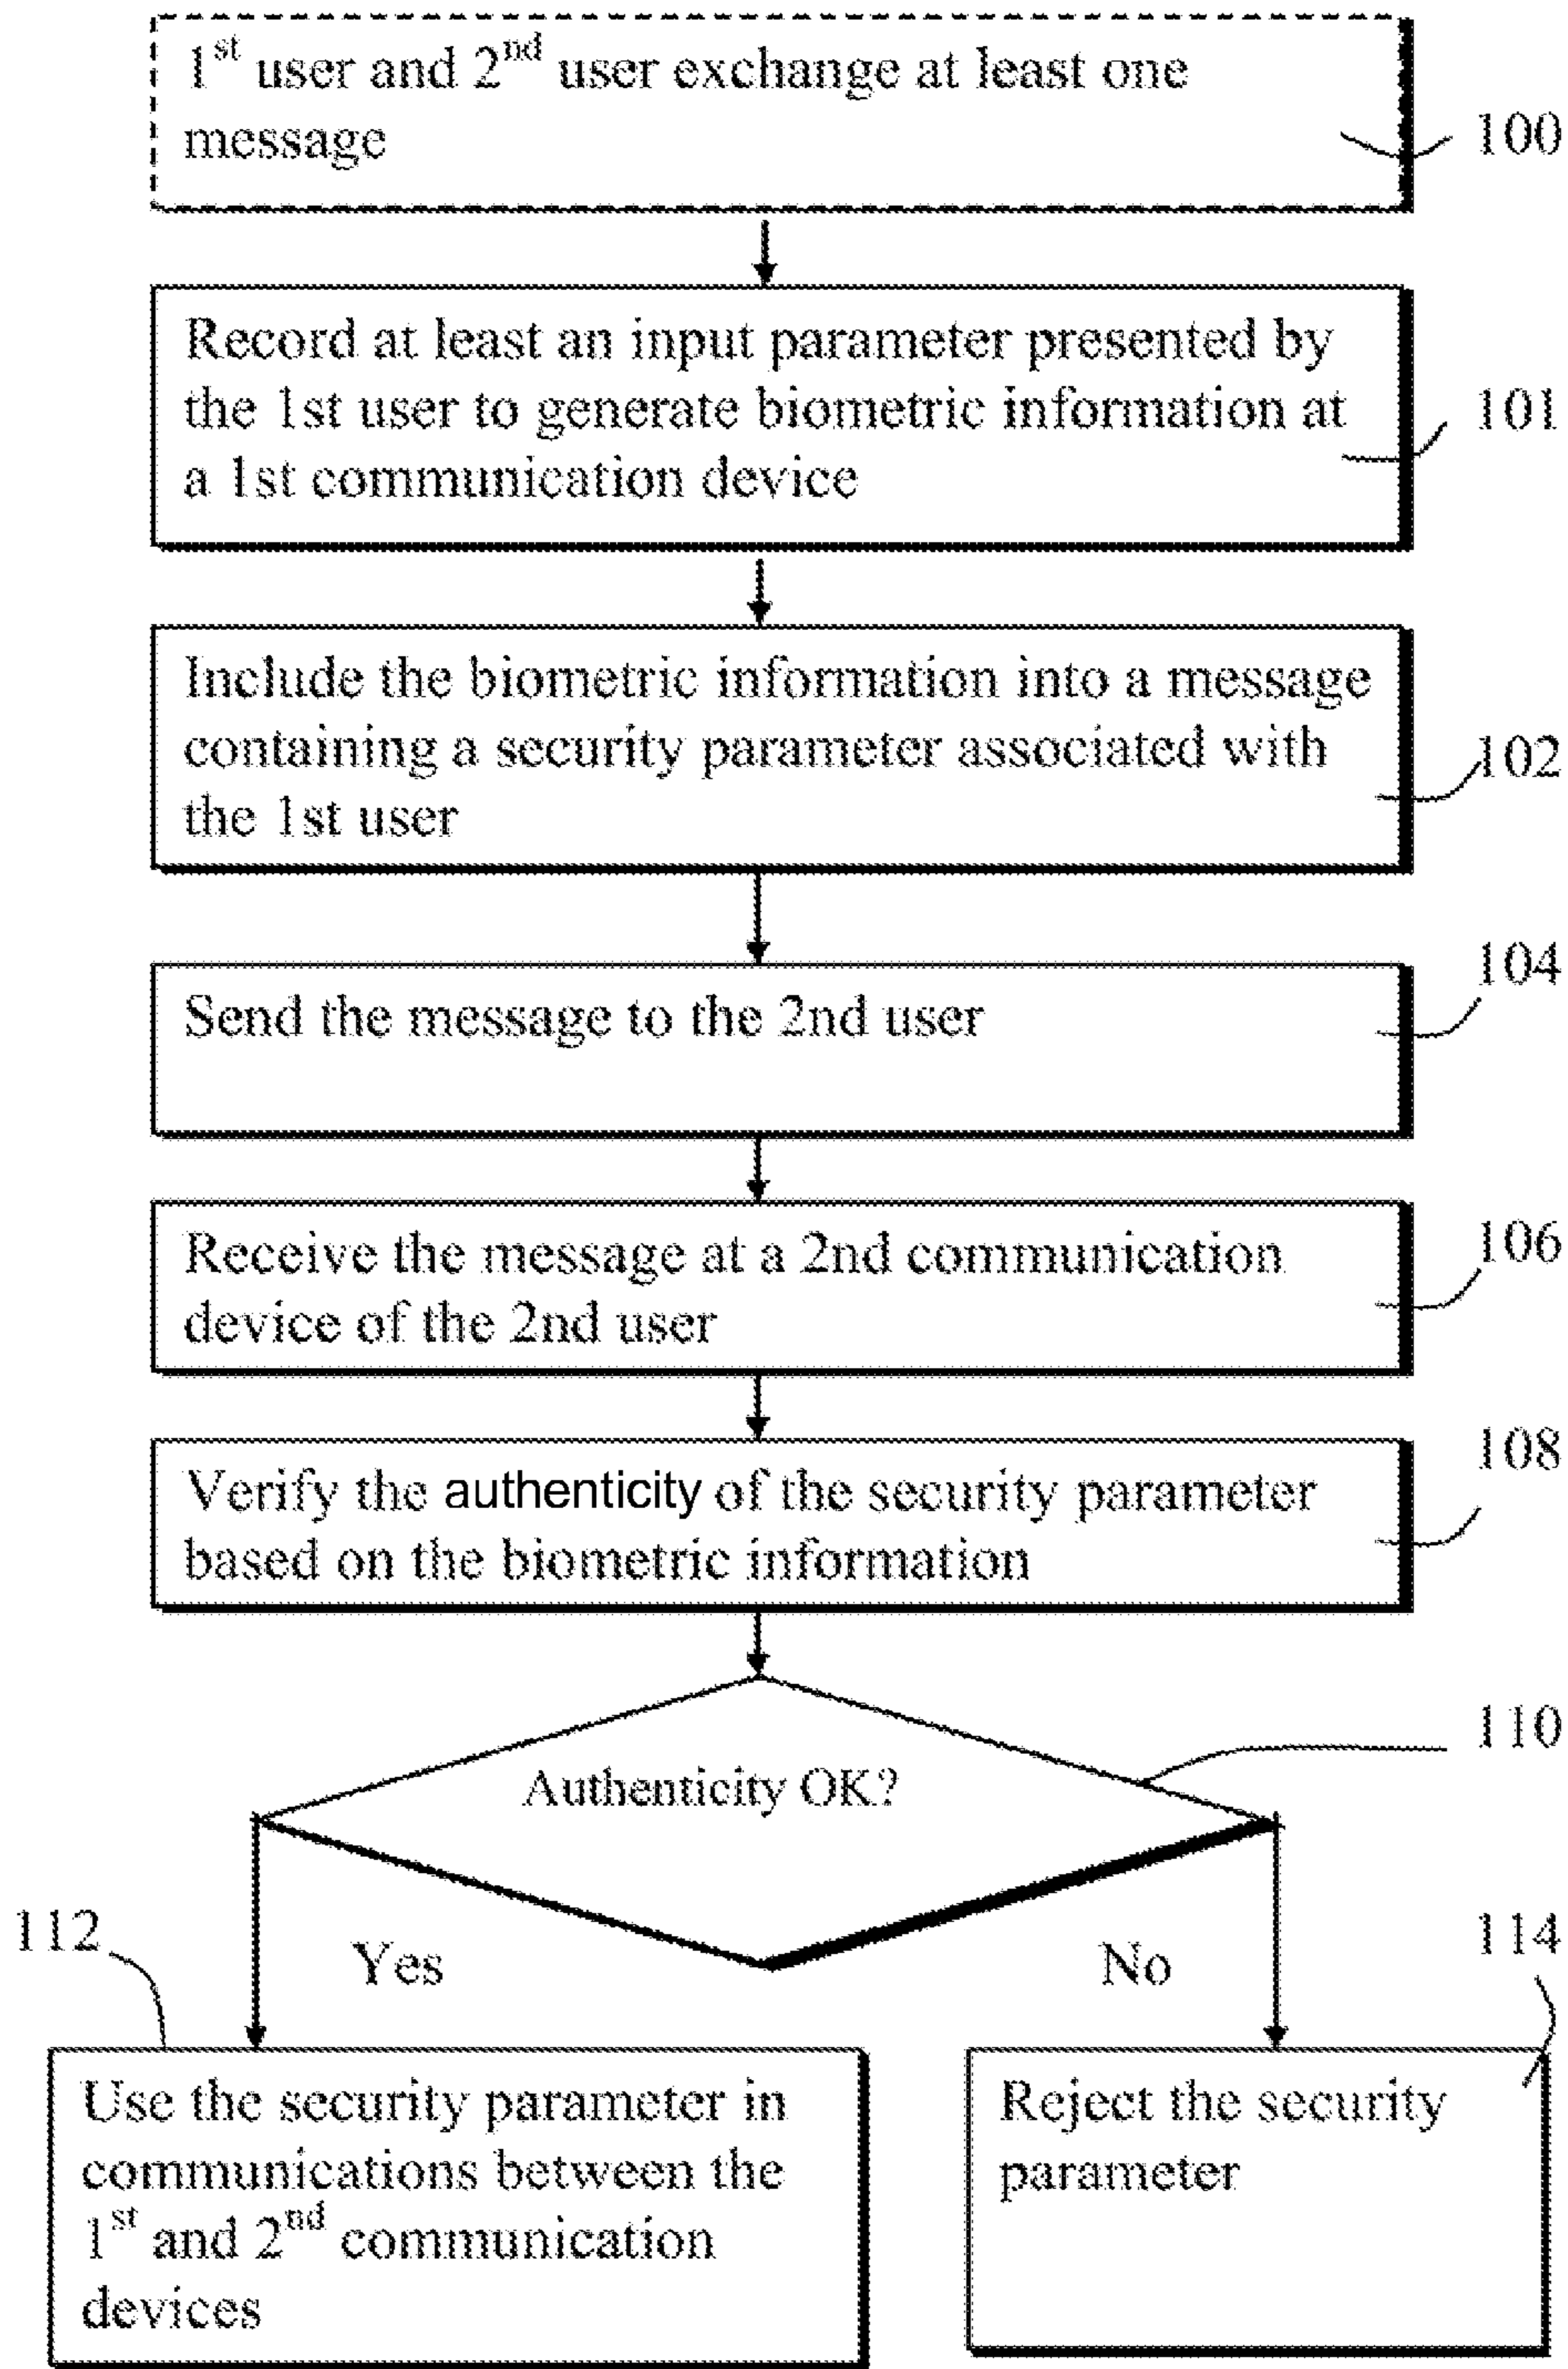 1st user and 2nd user exchange at least one
message
100
Record at least an input parameter presented by
the 1st user to generate biometric information at
a 1st communication device
101
Include the biometric information into a message
containing a security parameter associated with
the 1st user
102
Send the message to the 2nd user
104
Receive the message at a 2nd communication
device of the 2nd user
106
Verify the authenticity of the security parameter
based on the biometric information
108
Authenticity OK?
110
Yes
No
112
Use the security parameter in
communications between the
1st and 2nd communication
devices
114
Reject the security
parameter